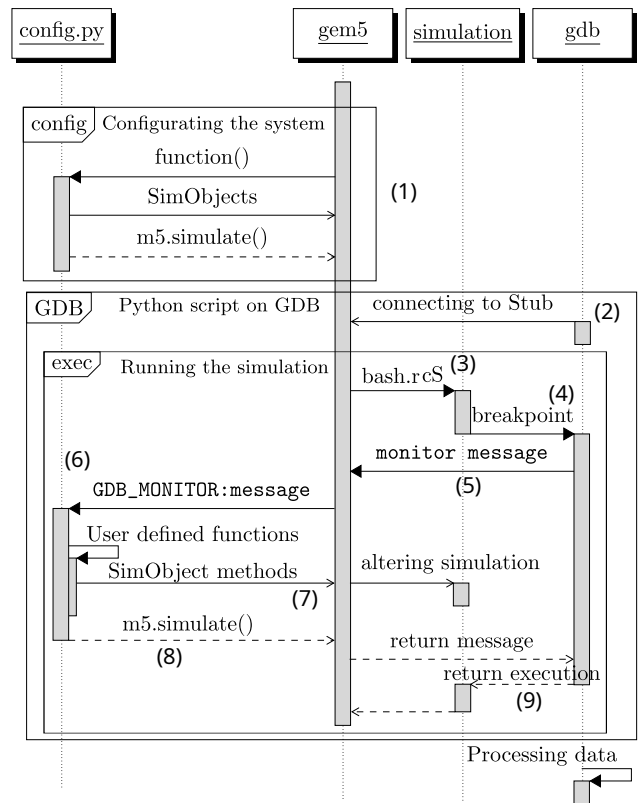 config.py
gem5
simulation
gdb
config
Configurating the system
function()
SimObjects
(1)
m5.simulate()
GDB
Python script on GDB
connecting to Stub
(2)
exec
Running the simulation
bash.rcS
(3)
(4)
breakpoint
monitor message
(5)
(6)
GDB_MONITOR:message
User defined functions
SimObject methods
(7)
altering simulation
m5.simulate()
(8)
return message
return execution
(9)
Processing data